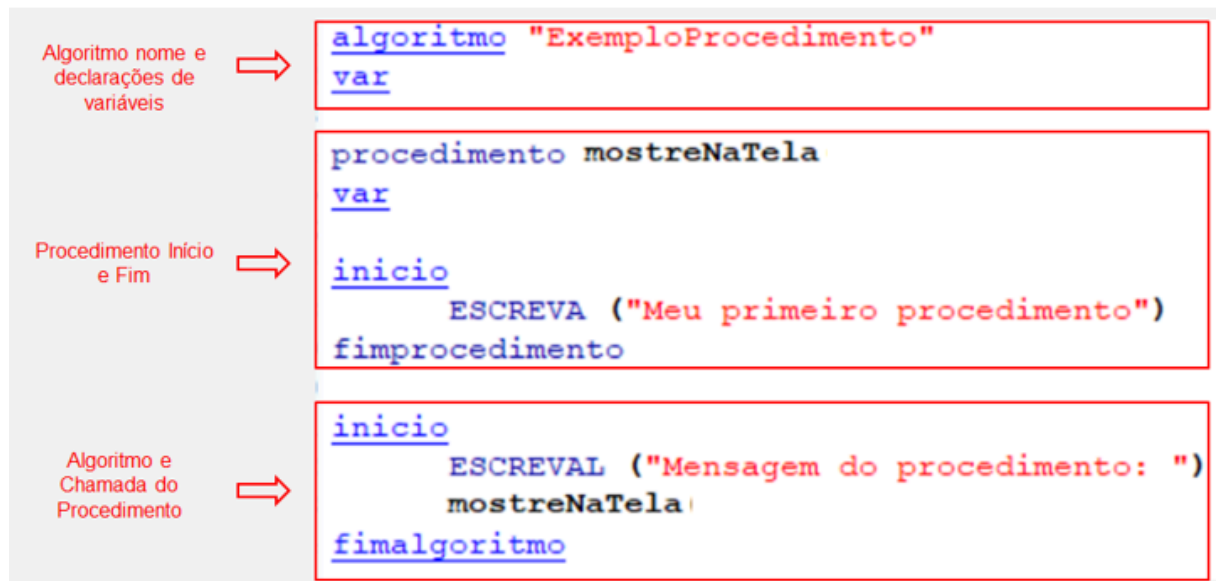 Algoritmo nome e
declarações de
variáveis
algoritmo "ExemploProcedimento"
var
Procedimento Início
e Fim
procedimento mostreNaTela
var
inicio
ESCREVA ("Meu primeiro procedimento")
fimprocedimento
Algoritmo e
Chamada do
Procedimento
inicio
ESCREVAL ("Mensagem do procedimento: ")
mostreNaTela
fimalgoritmo